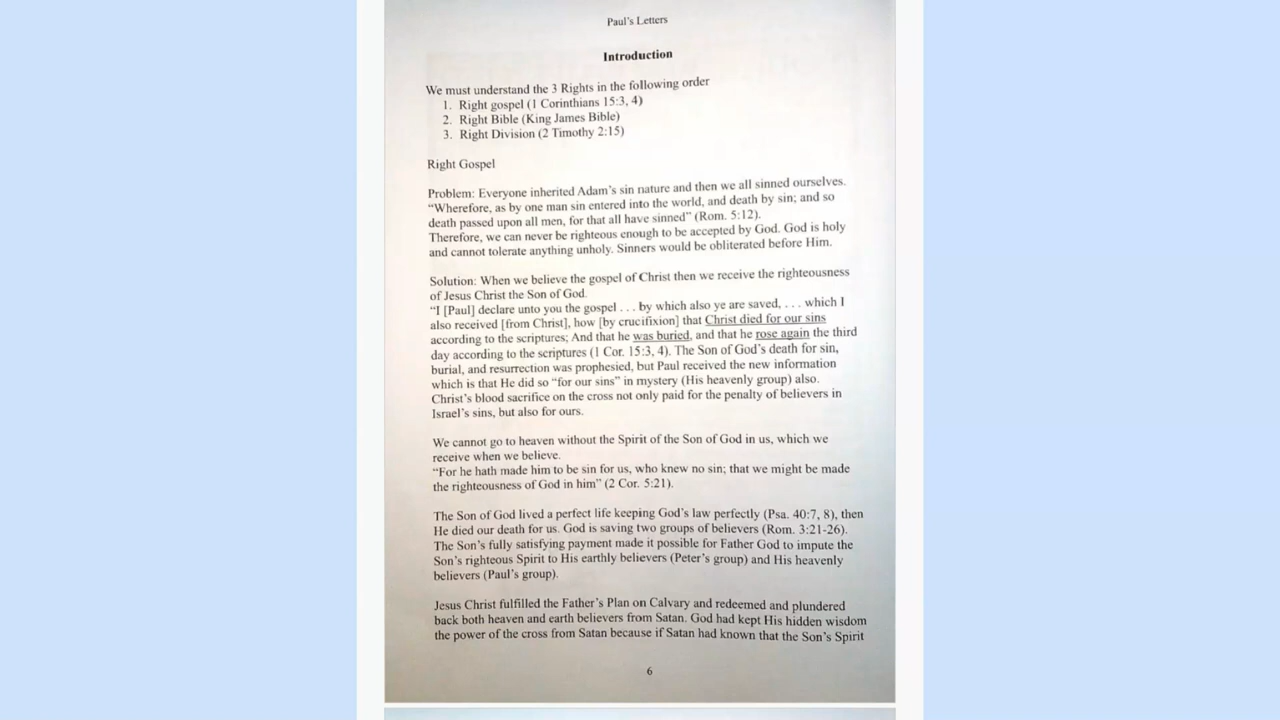 Paul's Letters
Introduction
We must understand the 3 Rights in the following order
1. Right gospel (1 Corinthians 15:3, 4)
2. Right Bible (King James Bible)
3. Right Division (2 Timothy 2:15)
Right Gospel
Problem: Everyone inherited Adam's sin nature and then we all sinned ourselves.
"Wherefore, as by one man sin entered into the world, and death by sin; and so
death passed upon all men, for that all have sinned" (Rom. 5:12).
Therefore, we can never be righteous enough to be accepted by God. God is holy
and cannot tolerate anything unholy. Sinners would be obliterated before Him.
Solution: When we believe the gospel of Christ then we receive the righteousness
of Jesus Christ the Son of God.
"I [Paul] declare unto you the gospel . . . by which also ye are saved, . . . which I
also received [from Christ], how [by crucifixion] that Christ died for our sins
according to the scriptures; And that he was buried, and that he rose again the third
day according to the scriptures (1 Cor. 15:3, 4). The Son of God's death for sin,
burial, and resurrection was prophesied, but Paul received the new information
which is that He did so "for our sins" in mystery (His heavenly group) also.
Christ's blood sacrifice on the cross not only paid for the penalty of believers in
Israel's sins, but also for ours.
We cannot go to heaven without the Spirit of the Son of God in us, which we
receive when we believe.
"For he hath made him to be sin for us, who knew no sin; that we might be made
the righteousness of God in him" (2 Cor. 5:21).
The Son of God lived a perfect life keeping God's law perfectly (Psa. 40:7, 8), then
He died our death for us. God is saving two groups of believers (Rom. 3:21-26).
The Son's fully satisfying payment made it possible for Father God to impute the
Son's righteous Spirit to His earthly believers (Peter's group) and His heavenly
believers (Paul's group).
Jesus Christ fulfilled the Father's Plan on Calvary and redeemed and plundered
back both heaven and earth believers from Satan. God had kept His hidden wisdom
the power of the cross from Satan because if Satan had known that the Son's Spirit
6